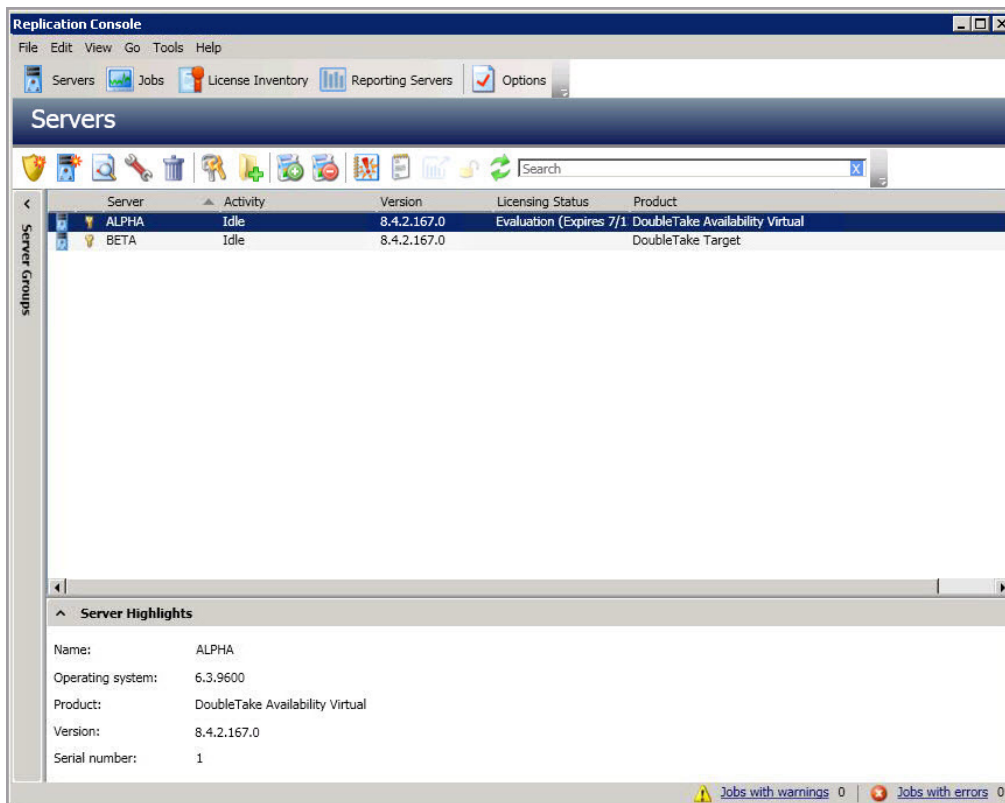 Replication Console
File Edit View Go Tools Help
Servers Jobs License Inventory Reporting Servers Options
Servers
Search
Server Groups
Server Activity Version Licensing Status Product
ALPHA Idle 8.4.2.167.0 Evaluation (Expires 7/1 DoubleTake Availability Virtual
BETA Idle 8.4.2.167.0 DoubleTake Target
Server Highlights
Name: ALPHA
Operating system: 6.3.9600
Product: DoubleTake Availability Virtual
Version: 8.4.2.167.0
Serial number: 1
Jobs with warnings 0 Jobs with errors 0